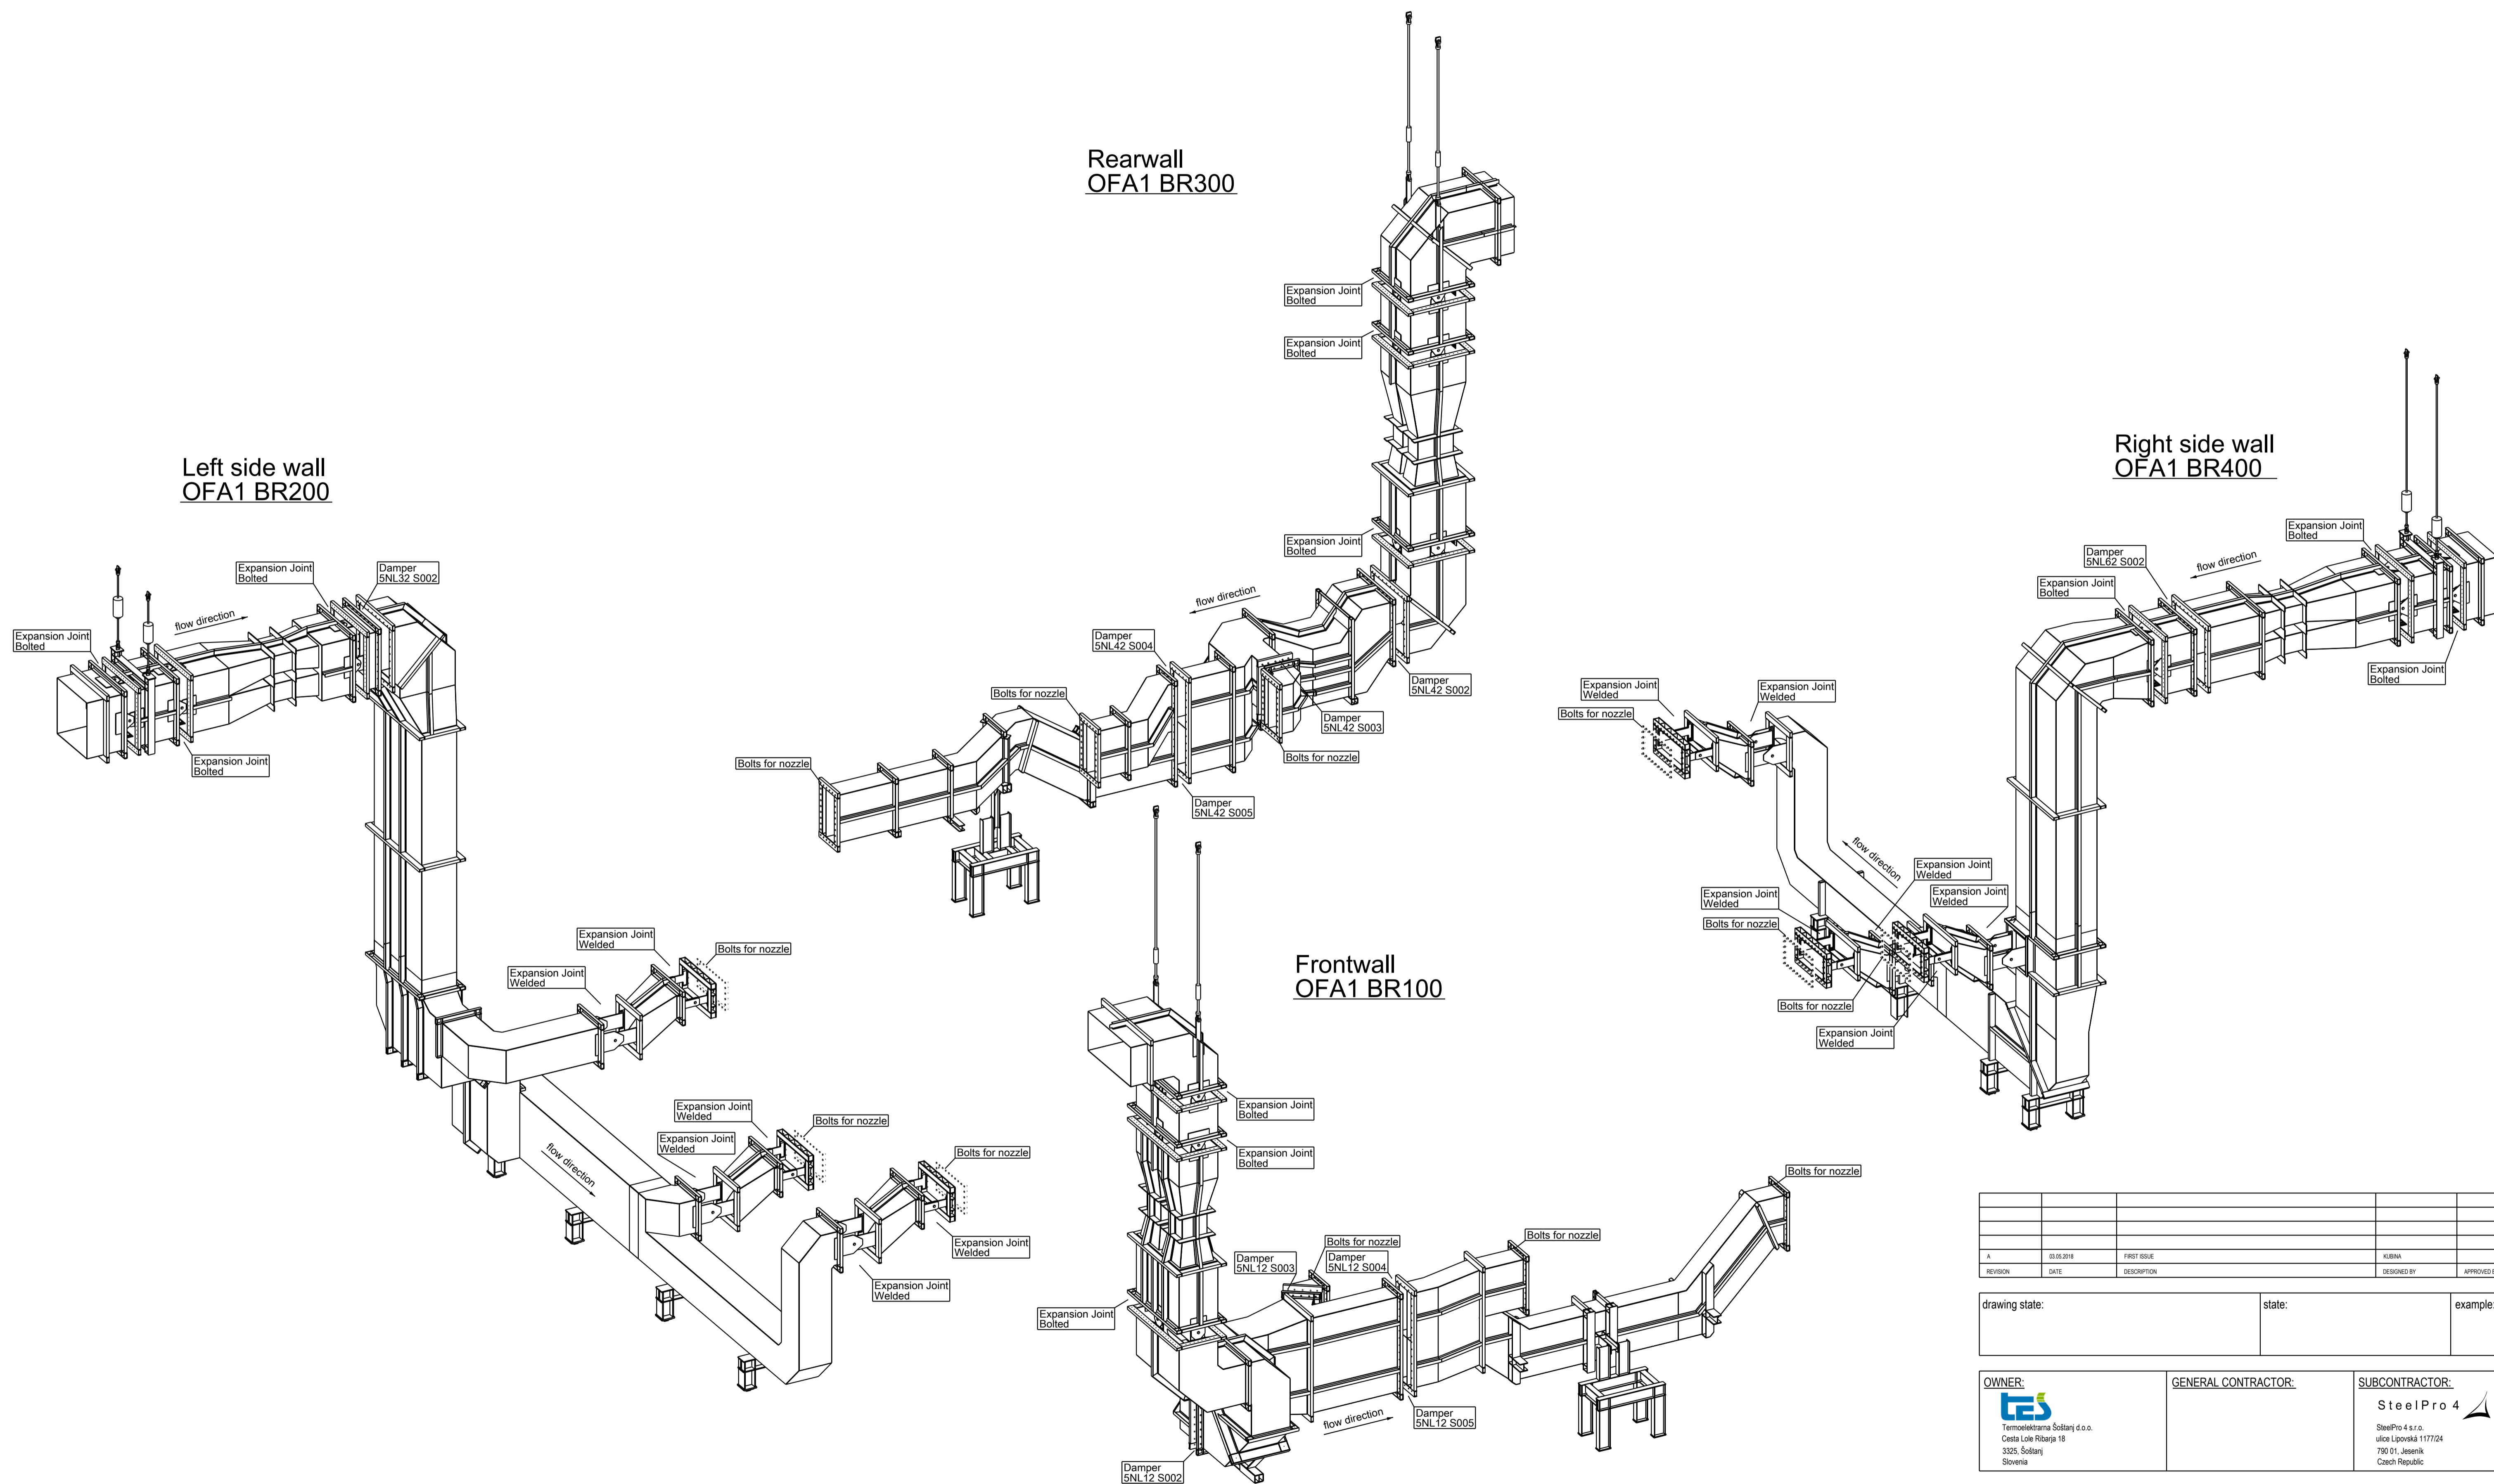 Rearwall
OFA1 BR300
Expansion Joint
Bolted
Expansion Joint
Bolted
Expansion Joint
Bolted
flow direction
Damper
5NL42 S004
Damper
5NL42 S002
Bolts for nozzle
Damper
5NL42 S003
Bolts for nozzle
Bolts for nozzle
Damper
5NL42 S005
Left side wall
OFA1 BR200
Expansion Joint
Bolted
Damper
5NL32 S002
flow direction
Expansion Joint
Bolted
Expansion Joint
Bolted
Expansion Joint
Welded
Bolts for nozzle
Expansion Joint
Welded
Expansion Joint
Welded
Bolts for nozzle
Expansion Joint
Welded
Bolts for nozzle
flow direction
Expansion Joint
Welded
Expansion Joint
Welded
Right side wall
OFA1 BR400
Expansion Joint
Bolted
Damper
5NL62 S002
flow direction
Expansion Joint
Bolted
Expansion Joint
Bolted
Expansion Joint
Welded
Expansion Joint
Welded
Bolts for nozzle
flow direction
Expansion Joint
Welded
Expansion Joint
Welded
Expansion Joint
Welded
Bolts for nozzle
Bolts for nozzle
Expansion Joint
Welded
Frontwall
OFA1 BR100
Expansion Joint
Bolted
Expansion Joint
Bolted
Bolts for nozzle
Bolts for nozzle
Bolts for nozzle
Damper
5NL12 S003
Damper
5NL12 S004
Expansion Joint
Bolted
flow direction
Damper
5NL12 S005
Damper
5NL12 S002
A 03.05.2018 FIRST ISSUE KUBINA
REVISION DATE DESCRIPTION DESIGNED BY APPROVED
drawing state: state: example:
OWNER: GENERAL CONTRACTOR: SUBCONTRACTOR:
teš
Termoelektrarna Šoštanj d.o.o.
Cesta Lole Ribarja 18
3325, Šoštanj
Slovenia
SteelPro 4
SteelPro 4 s.r.o.
ulice Lipovská 1177/24
790 01, Jeseník
Czech Republic